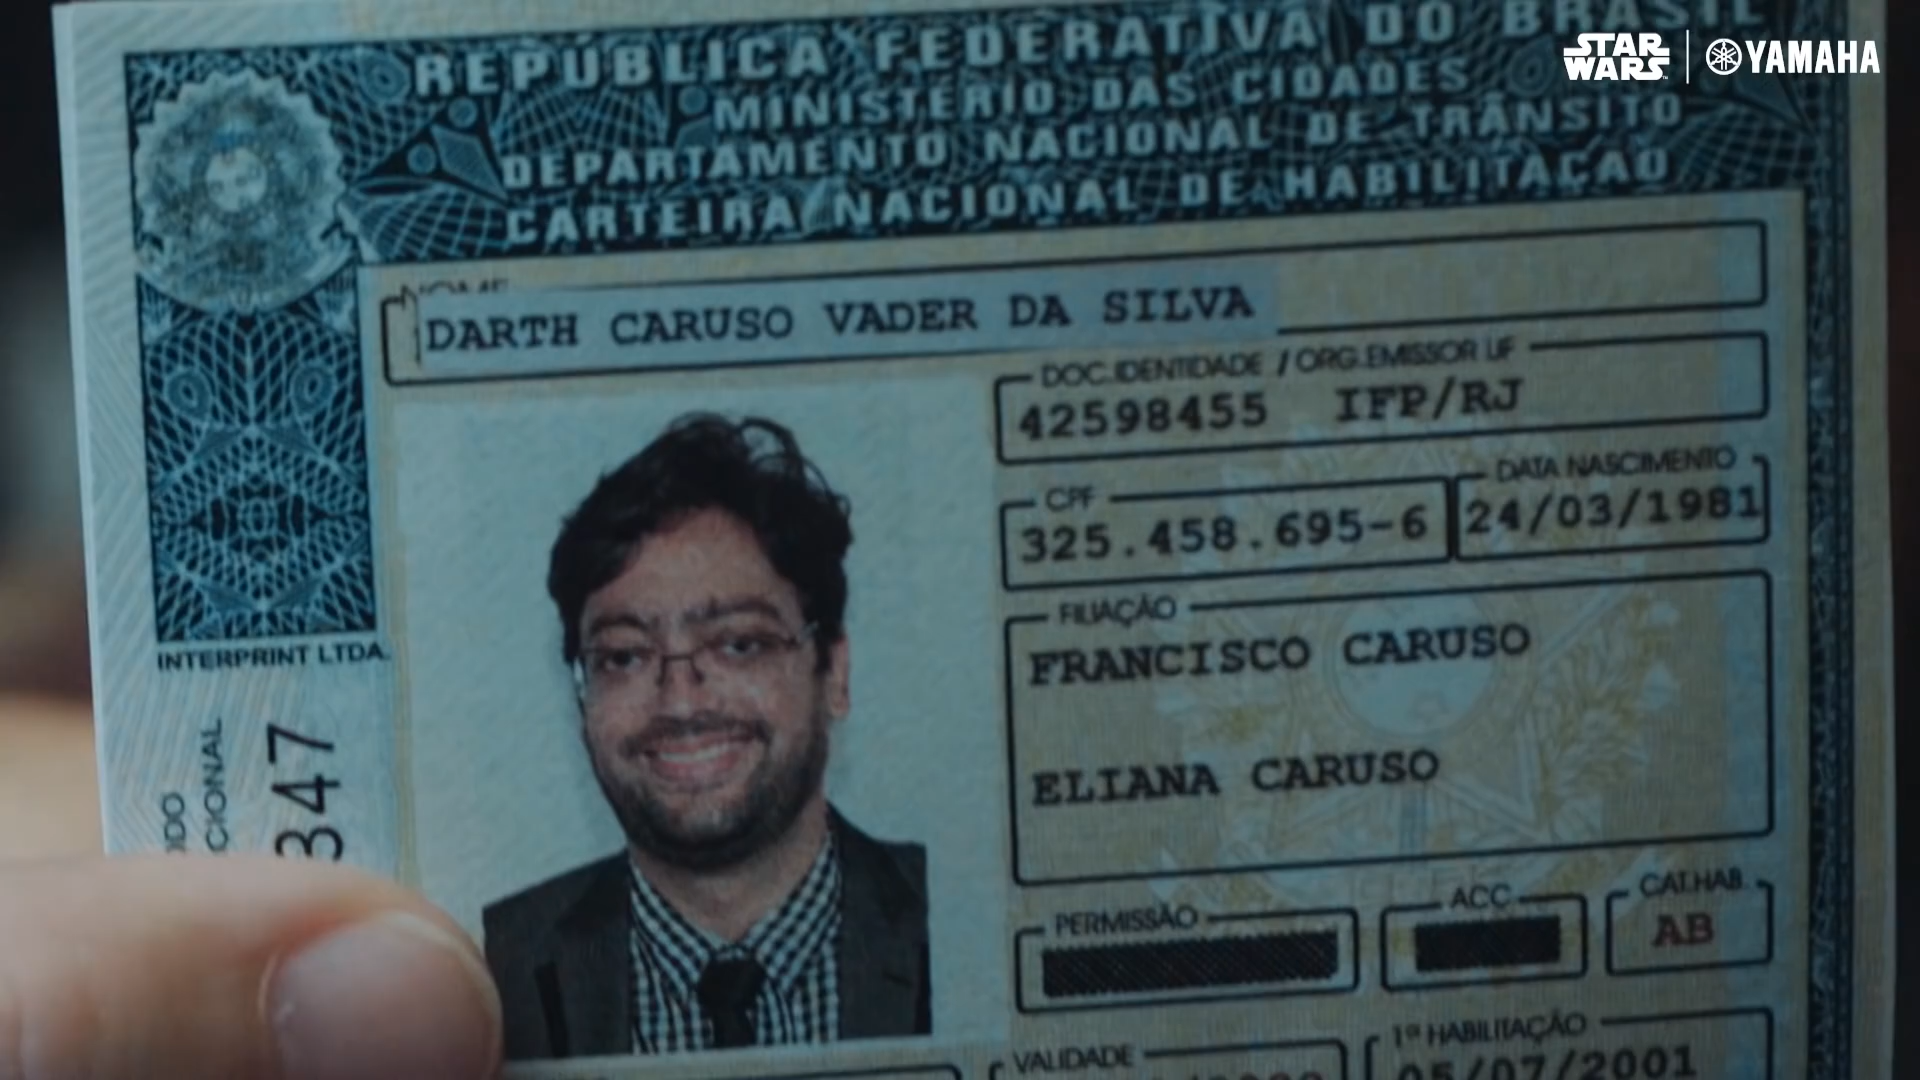 STAR WARS
YAMAHA
REPÚBLICA FEDERATIVA DO BRASIL
MINISTÉRIO DAS CIDADES
DEPARTAMENTO NACIONAL DE TRÂNSITO
CARTEIRA NACIONAL DE HABILITAÇÃO
NOME
DARTH CARUSO VADER DA SILVA
DOC.IDENTIDADE / ORG.EMISSOR UF
42598455 IFP/RJ
CPF
325.458.695-6
DATA NASCIMENTO
24/03/1981
FILIAÇÃO
FRANCISCO CARUSO
ELIANA CARUSO
INTERPRINT LTDA.
347
PERMISSÃO
ACC
CAT.HAB.
AB
VALIDADE
1ª HABILITAÇÃO
05/07/2001